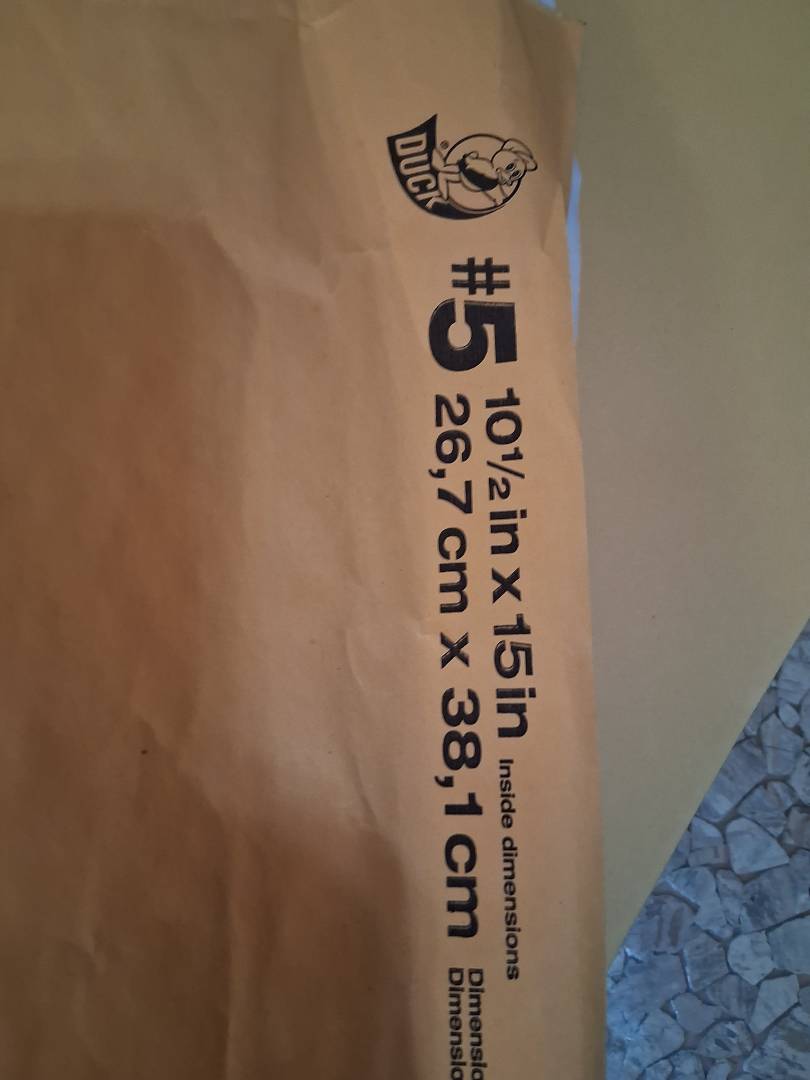 DUCK
#5
10½ in x 15 in Inside dimensions
26,7 cm x 38,1 cm